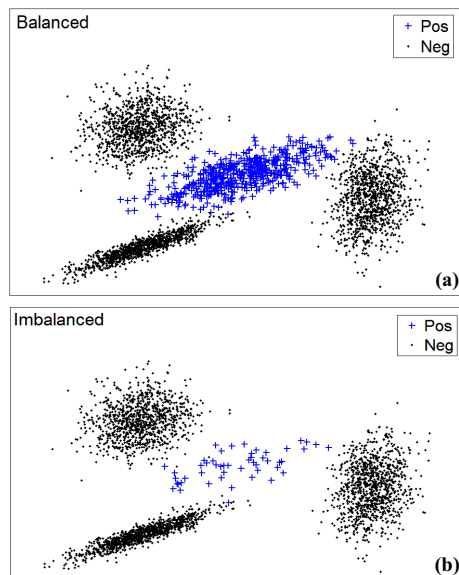 Balanced
+ Pos
· Neg
(a)
Imbalanced
+ Pos
· Neg
(b)